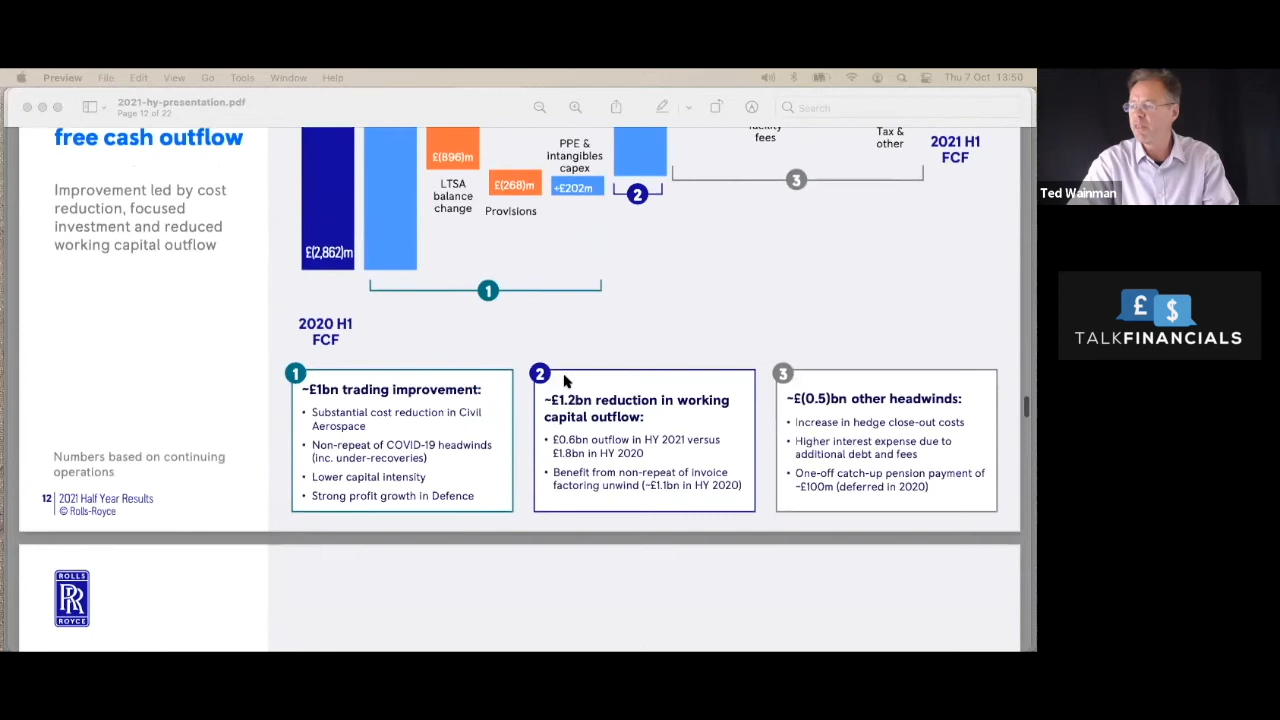 Preview File Edit View Go Tools Window Help Thu 7 Oct 13:50
2021-hy-presentation.pdf
Page 12 of 22
Search
free cash outflow
Improvement led by cost
reduction, focused
investment and reduced
working capital outflow
Numbers based on continuing
operations
12 | 2021 Half Year Results
© Rolls-Royce
£(2,862)m
2020 H1
FCF
£(896)m
LTSA
balance
change
£(268)m
Provisions
PPE &
intangibles
capex
+£202m
1
2
3
fees
Tax &
other
2021 H1
FCF
1
~£1bn trading improvement:
• Substantial cost reduction in Civil
Aerospace
• Non-repeat of COVID-19 headwinds
(inc. under-recoveries)
• Lower capital intensity
• Strong profit growth in Defence
2
~£1.2bn reduction in working
capital outflow:
• £0.6bn outflow in HY 2021 versus
£1.8bn in HY 2020
• Benefit from non-repeat of invoice
factoring unwind (~£1.1bn in HY 2020)
3
~£(0.5)bn other headwinds:
• Increase in hedge close-out costs
• Higher interest expense due to
additional debt and fees
• One-off catch-up pension payment of
~£100m (deferred in 2020)
ROLLS
RR
ROYCE
Ted Wainman
£ $
TALKFINANCIALS